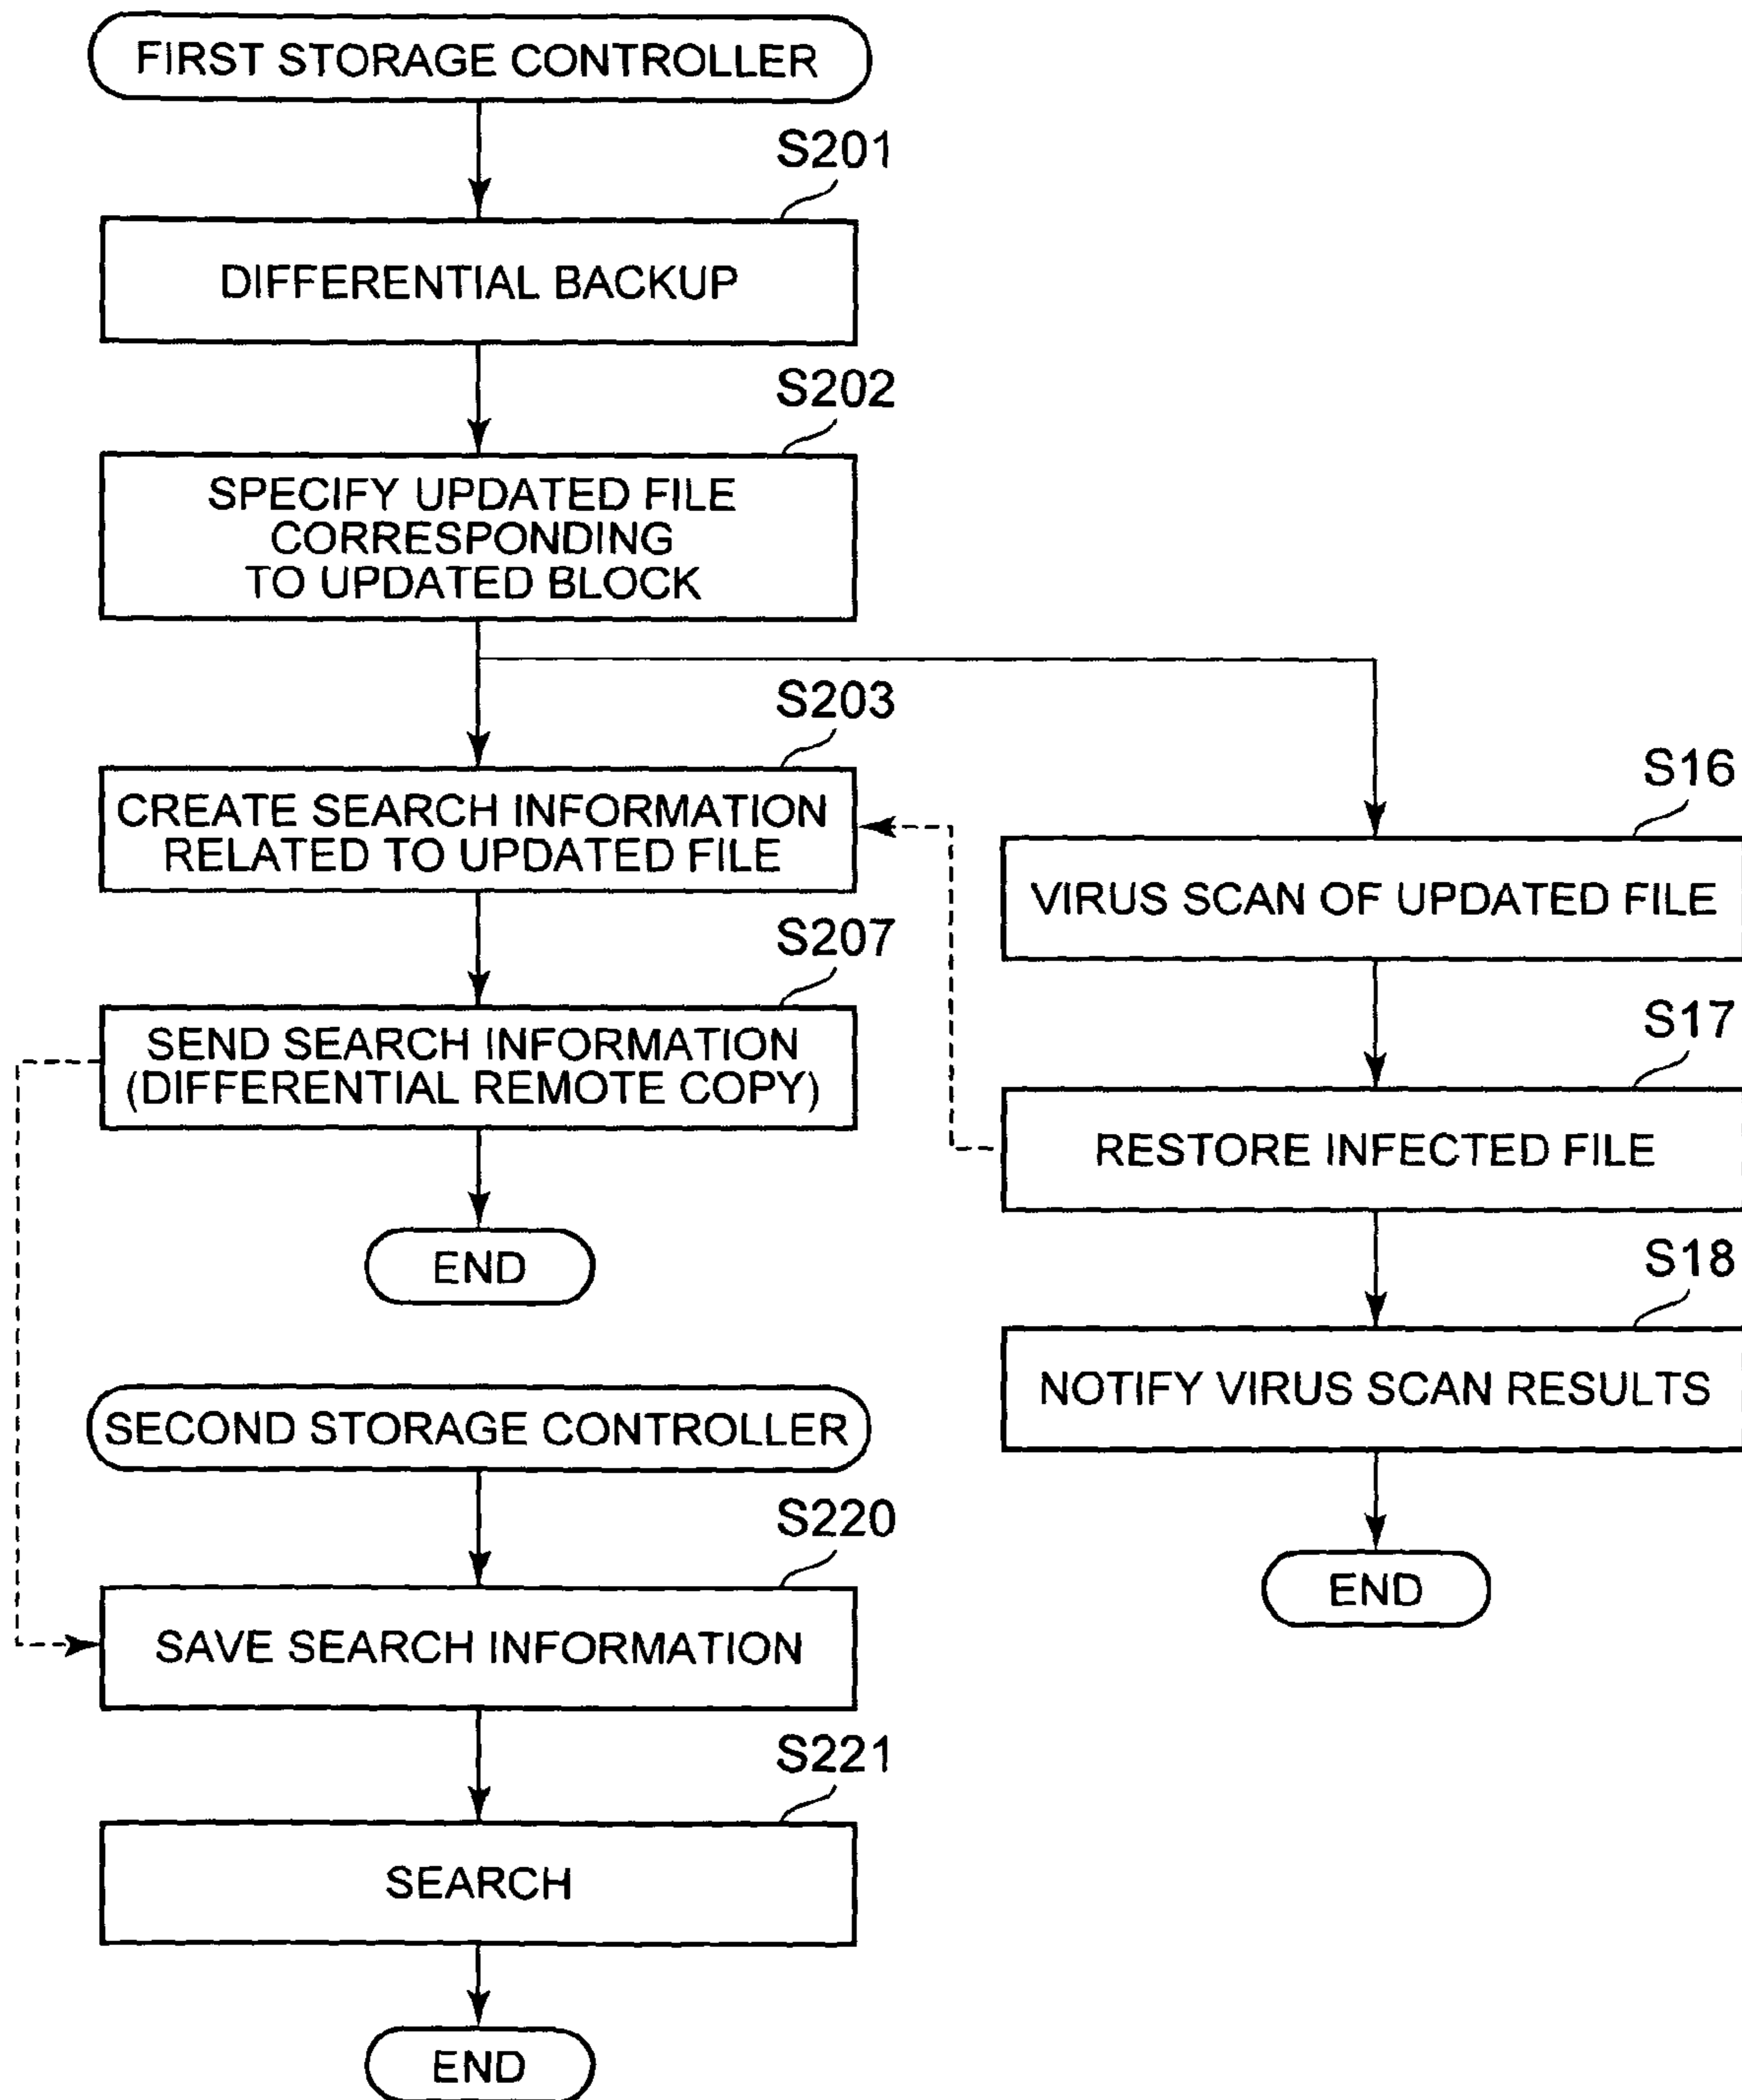 FIRST STORAGE CONTROLLER
S201
DIFFERENTIAL BACKUP
S202
SPECIFY UPDATED FILE
CORRESPONDING
TO UPDATED BLOCK
S203
CREATE SEARCH INFORMATION
RELATED TO UPDATED FILE
S207
SEND SEARCH INFORMATION
(DIFFERENTIAL REMOTE COPY)
END
S16
VIRUS SCAN OF UPDATED FILE
S17
RESTORE INFECTED FILE
S18
NOTIFY VIRUS SCAN RESULTS
END
SECOND STORAGE CONTROLLER
S220
SAVE SEARCH INFORMATION
S221
SEARCH
END